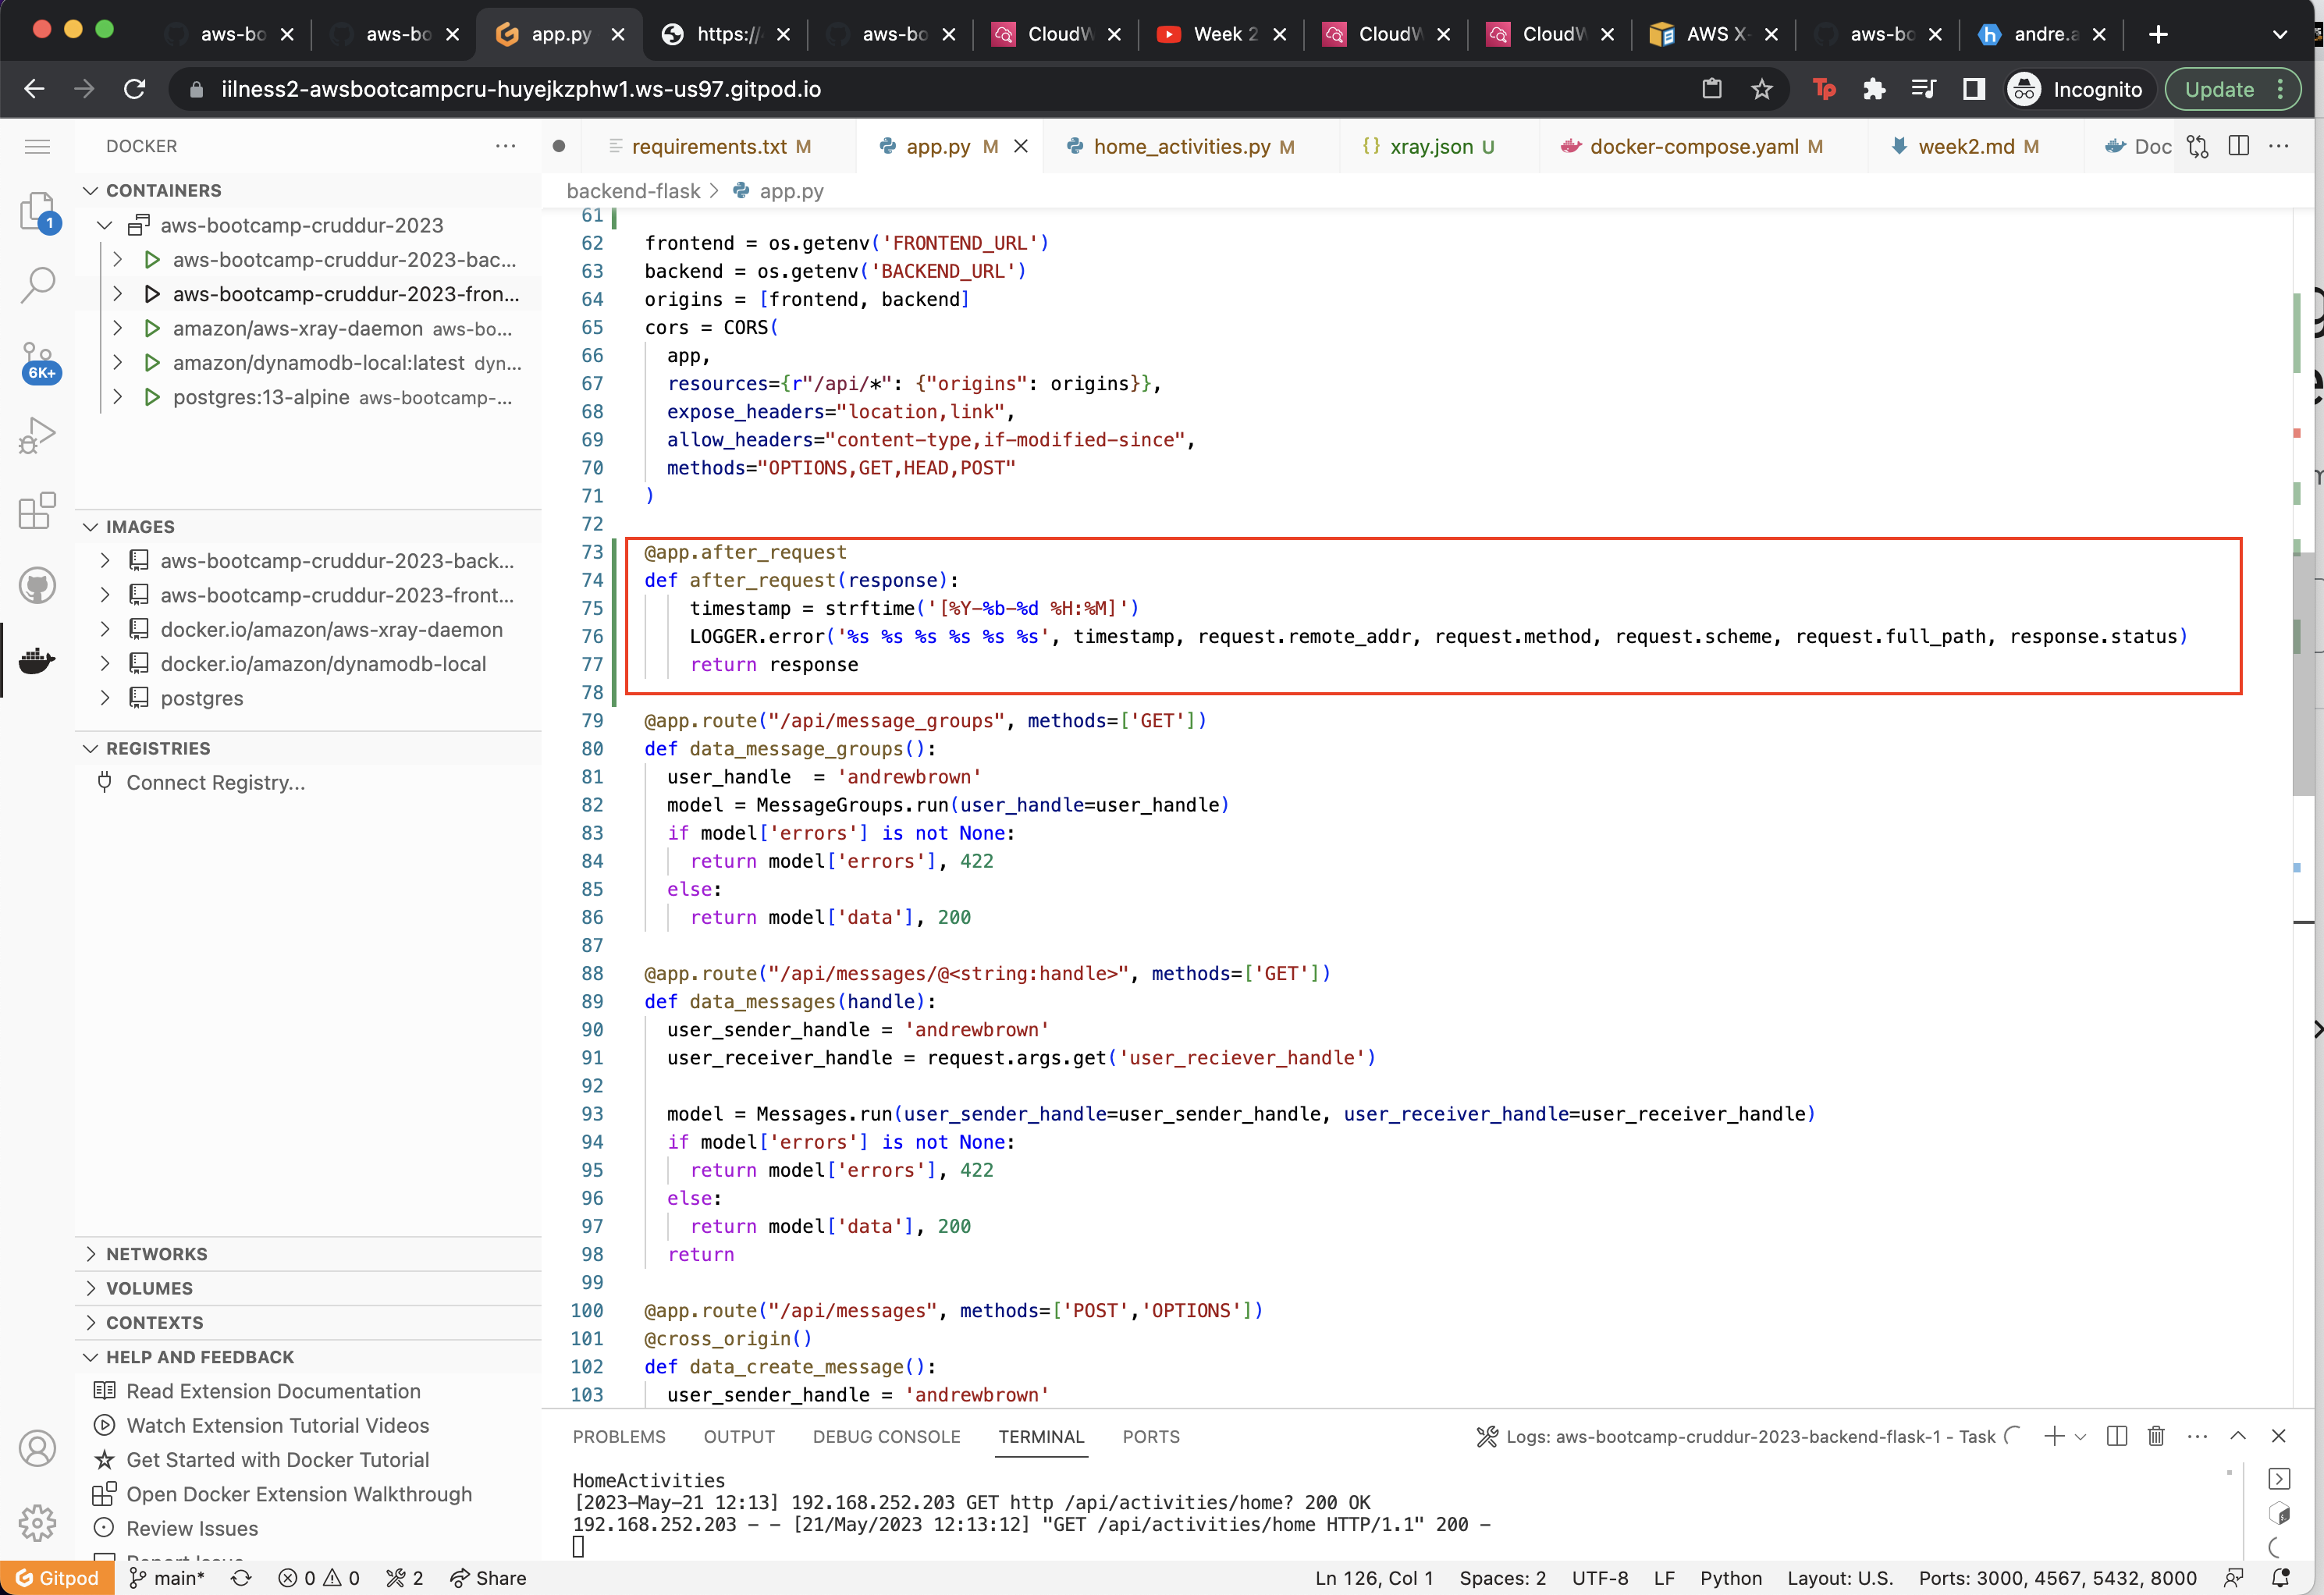 aws-bo
aws-bo
app.py
https://
aws-bo
CloudW
Week 2
CloudW
CloudW
AWS X-
aws-bo
andre.a
iilness2-awsbootcampcru-huyejkzphw1.ws-us97.gitpod.io
Tp
Incognito
Update
DOCKER
requirements.txt M
app.py M
home_activities.py M
{} xray.json U
docker-compose.yaml M
week2.md M
Doc
backend-flask > app.py
1
6K+
CONTAINERS
aws-bootcamp-cruddur-2023
aws-bootcamp-cruddur-2023-bac...
aws-bootcamp-cruddur-2023-fron...
amazon/aws-xray-daemon aws-bo...
amazon/dynamodb-local:latest dyn...
postgres:13-alpine aws-bootcamp-...
IMAGES
aws-bootcamp-cruddur-2023-back...
aws-bootcamp-cruddur-2023-front...
docker.io/amazon/aws-xray-daemon
docker.io/amazon/dynamodb-local
postgres
REGISTRIES
Connect Registry...
NETWORKS
VOLUMES
CONTEXTS
HELP AND FEEDBACK
Read Extension Documentation
Watch Extension Tutorial Videos
Get Started with Docker Tutorial
Open Docker Extension Walkthrough
Review Issues
Report Issue
61
62 frontend = os.getenv('FRONTEND_URL')
63 backend = os.getenv('BACKEND_URL')
64 origins = [frontend, backend]
65 cors = CORS(
66 app,
67 resources={r"/api/*": {"origins": origins}},
68 expose_headers="location,link",
69 allow_headers="content-type,if-modified-since",
70 methods="OPTIONS,GET,HEAD,POST"
71 )
72
73 @app.after_request
74 def after_request(response):
75 timestamp = strftime('[%Y-%b-%d %H:%M]')
76 LOGGER.error('%s %s %s %s %s %s', timestamp, request.remote_addr, request.method, request.scheme, request.full_path, response.status)
77 return response
78
79 @app.route("/api/message_groups", methods=['GET'])
80 def data_message_groups():
81 user_handle  = 'andrewbrown'
82 model = MessageGroups.run(user_handle=user_handle)
83 if model['errors'] is not None:
84 return model['errors'], 422
85 else:
86 return model['data'], 200
87
88 @app.route("/api/messages/@<string:handle>", methods=['GET'])
89 def data_messages(handle):
90 user_sender_handle = 'andrewbrown'
91 user_receiver_handle = request.args.get('user_reciever_handle')
92
93 model = Messages.run(user_sender_handle=user_sender_handle, user_receiver_handle=user_receiver_handle)
94 if model['errors'] is not None:
95 return model['errors'], 422
96 else:
97 return model['data'], 200
98 return
99
100 @app.route("/api/messages", methods=['POST','OPTIONS'])
101 @cross_origin()
102 def data_create_message():
103 user_sender_handle = 'andrewbrown'
PROBLEMS OUTPUT DEBUG CONSOLE TERMINAL PORTS
Logs: aws-bootcamp-cruddur-2023-backend-flask-1 - Task
HomeActivities
[2023-May-21 12:13] 192.168.252.203 GET http /api/activities/home? 200 OK
192.168.252.203 - - [21/May/2023 12:13:12] "GET /api/activities/home HTTP/1.1" 200 -
Gitpod main* 0 0 2 Share
Ln 126, Col 1 Spaces: 2 UTF-8 LF Python Layout: U.S. Ports: 3000, 4567, 5432, 8000